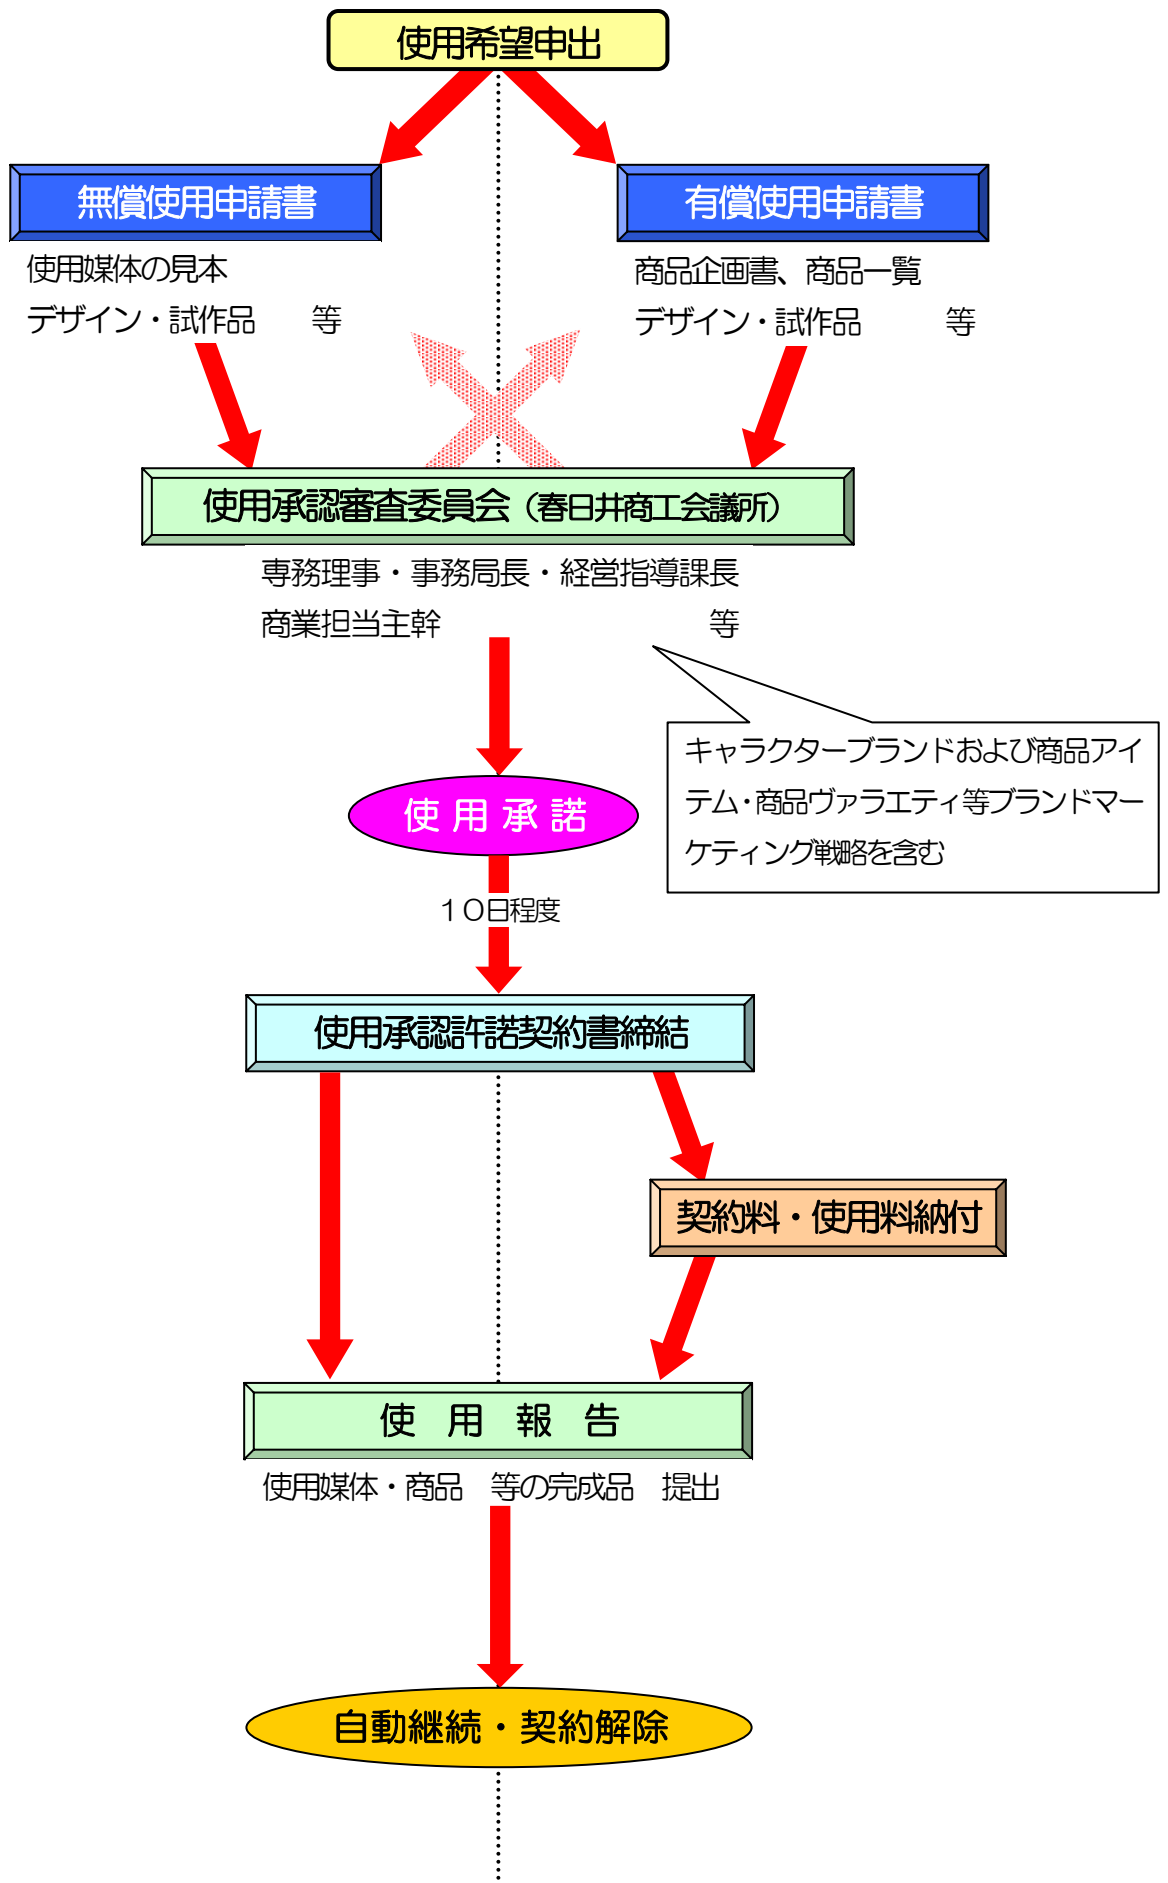 使用希望申出
無償使用申請書
使用媒体の見本
デザイン・試作品　　等
有償使用申請書
商品企画書、商品一覧
デザイン・試作品　　　等
使用承認審査委員会（春日井商工会議所）
専務理事・事務局長・経営指導課長
商業担当主幹　　　　　　　　　等
キャラクターブランドおよび商品アイ
テム・商品ヴァラエティ等ブランドマー
ケティング戦略を含む
使 用 承 諾
１０日程度
使用承認許諾契約書締結
契約料・使用料納付
使　用　報　告
使用媒体・商品　等の完成品　提出
自動継続・契約解除